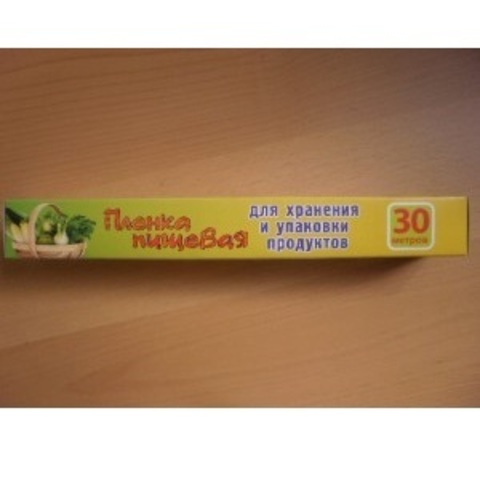 Пленка
пищевая
для хранения
и упаковки
продуктов
30
метров